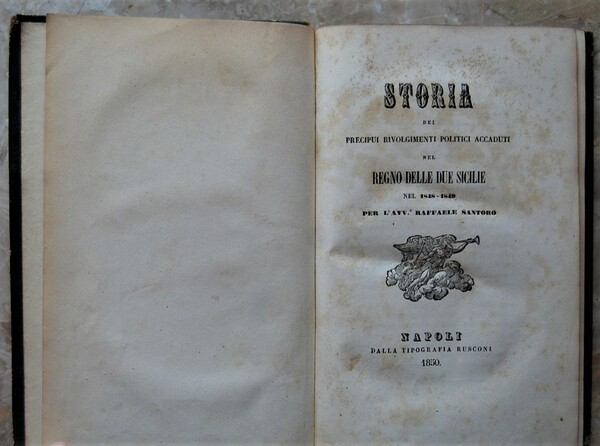 STORIA
DEI
PRECIPUI RIVOLGIMENTI POLITICI ACCADUTI
NEL
REGNO DELLE DUE SICILIE
NEL 1848-1849
PER L'AVV.° RAFFAELE SANTORO
NAPOLI
DALLA TIPOGRAFIA RUSCONI
1850.